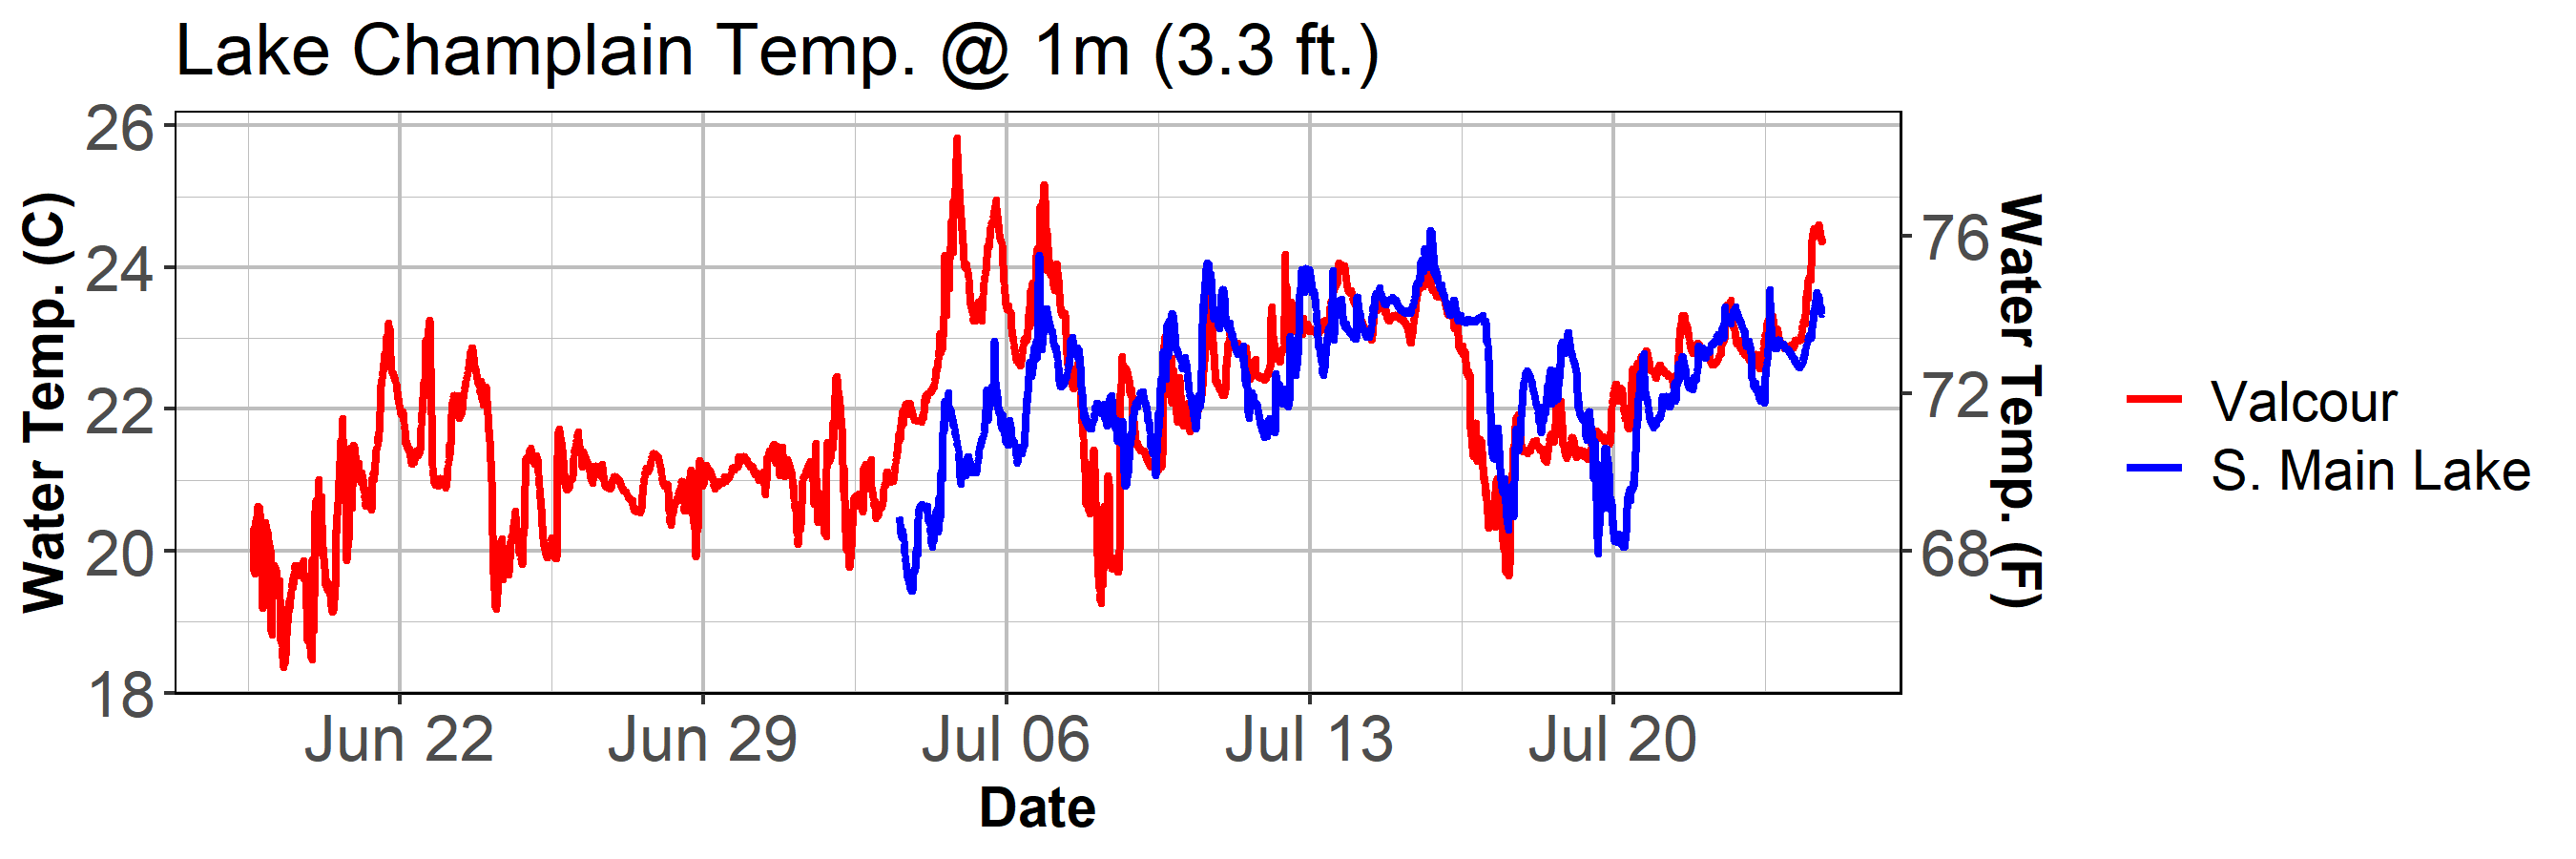 Lake Champlain Temp. @ 1m (3.3 ft.)
Water Temp. (C)
26
24
22
20
18
76
72
68
Water Temp. (F)
Jun 22
Jun 29
Jul 06
Jul 13
Jul 20
Date
Valcour
S. Main Lake